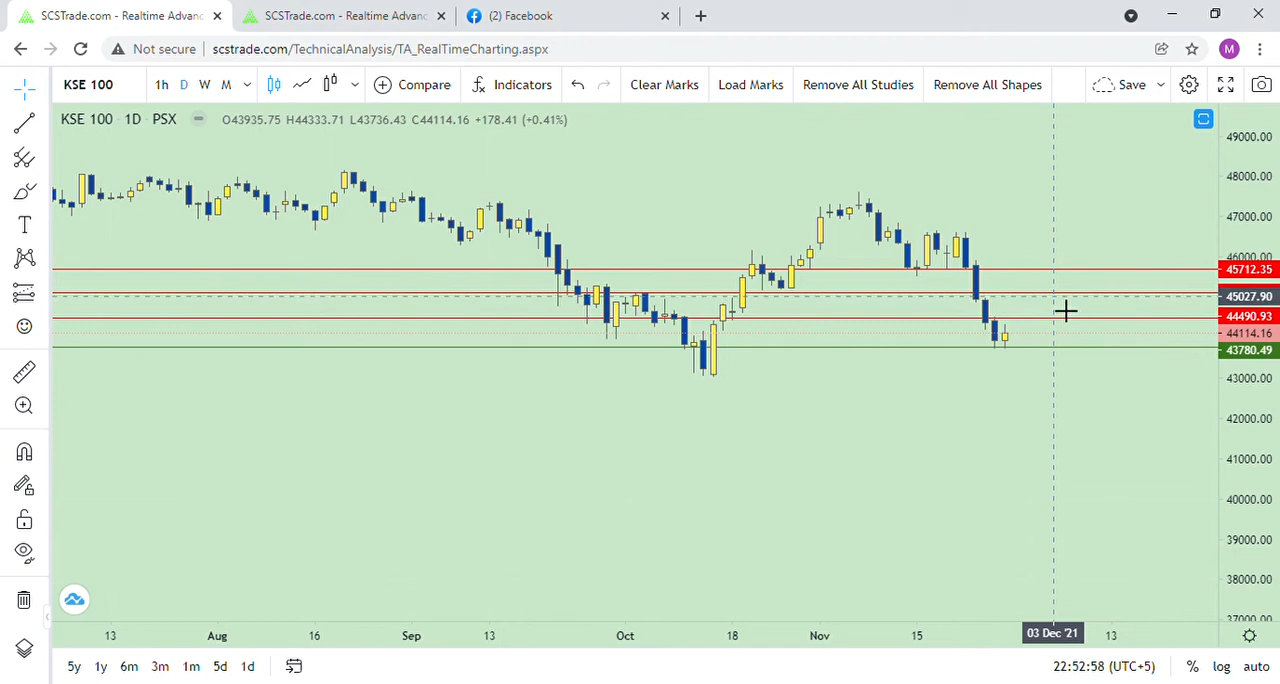 SCSTrade.com - Realtime Advanc
SCSTrade.com - Realtime Advanc
(2) Facebook
Not secure
scstrade.com/TechnicalAnalysis/TA_RealTimeCharting.aspx
M
KSE 100
1h D W M
Compare
Indicators
Clear Marks
Load Marks
Remove All Studies
Remove All Shapes
Save
KSE 100 1D PSX O43935.75 H44333.71 L43736.43 C44114.16 +178.41 (+0.41%)
49000.00
48000.00
47000.00
46000.00
45712.35
45027.90
44490.93
44114.16
43780.49
43000.00
42000.00
41000.00
40000.00
39000.00
38000.00
37000.00
13 Aug 16 Sep 13 Oct 18 Nov 15 03 Dec '21 13
5y 1y 6m 3m 1m 5d 1d
22:52:58 (UTC+5)
% log auto